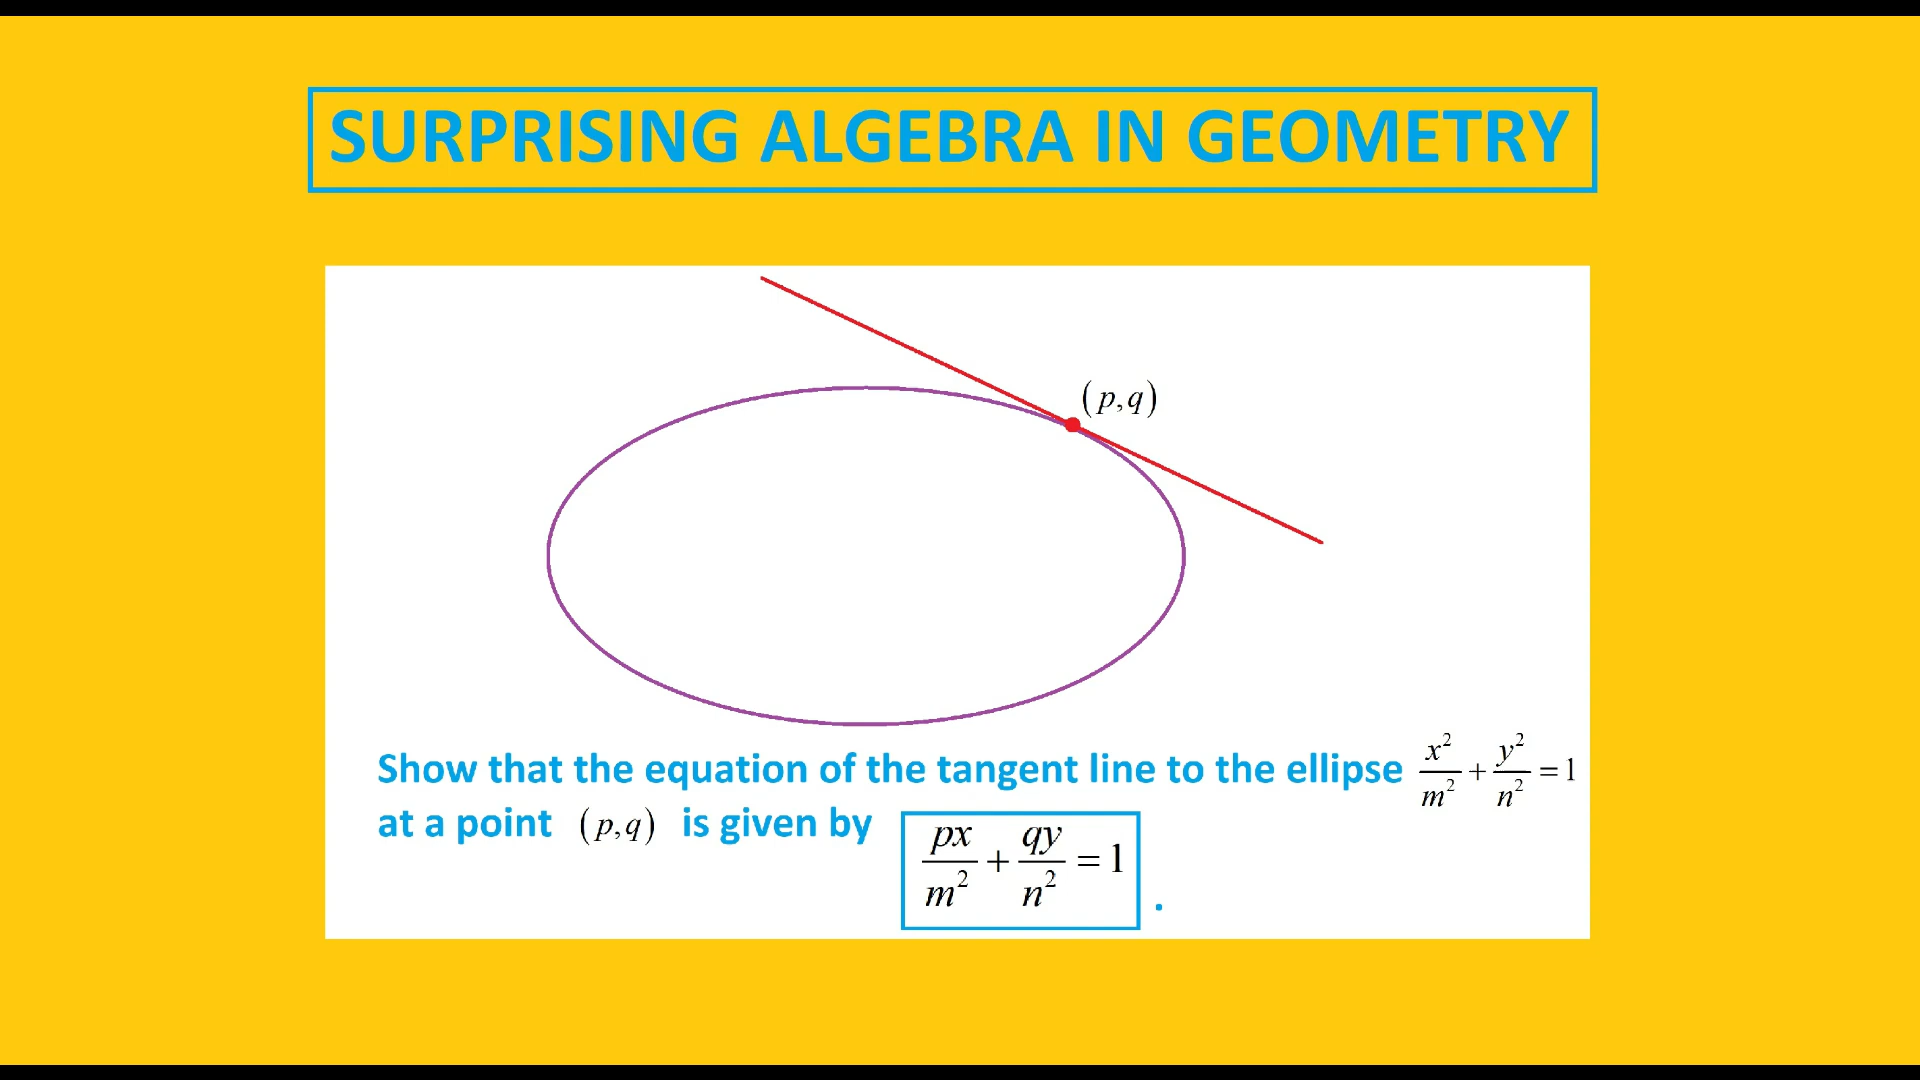 SURPRISING ALGEBRA IN GEOMETRY
(p,q)
Show that the equation of the tangent line to the ellipse x²/m² + y²/n² = 1
at a point (p,q) is given by px/m² + qy/n² = 1 .